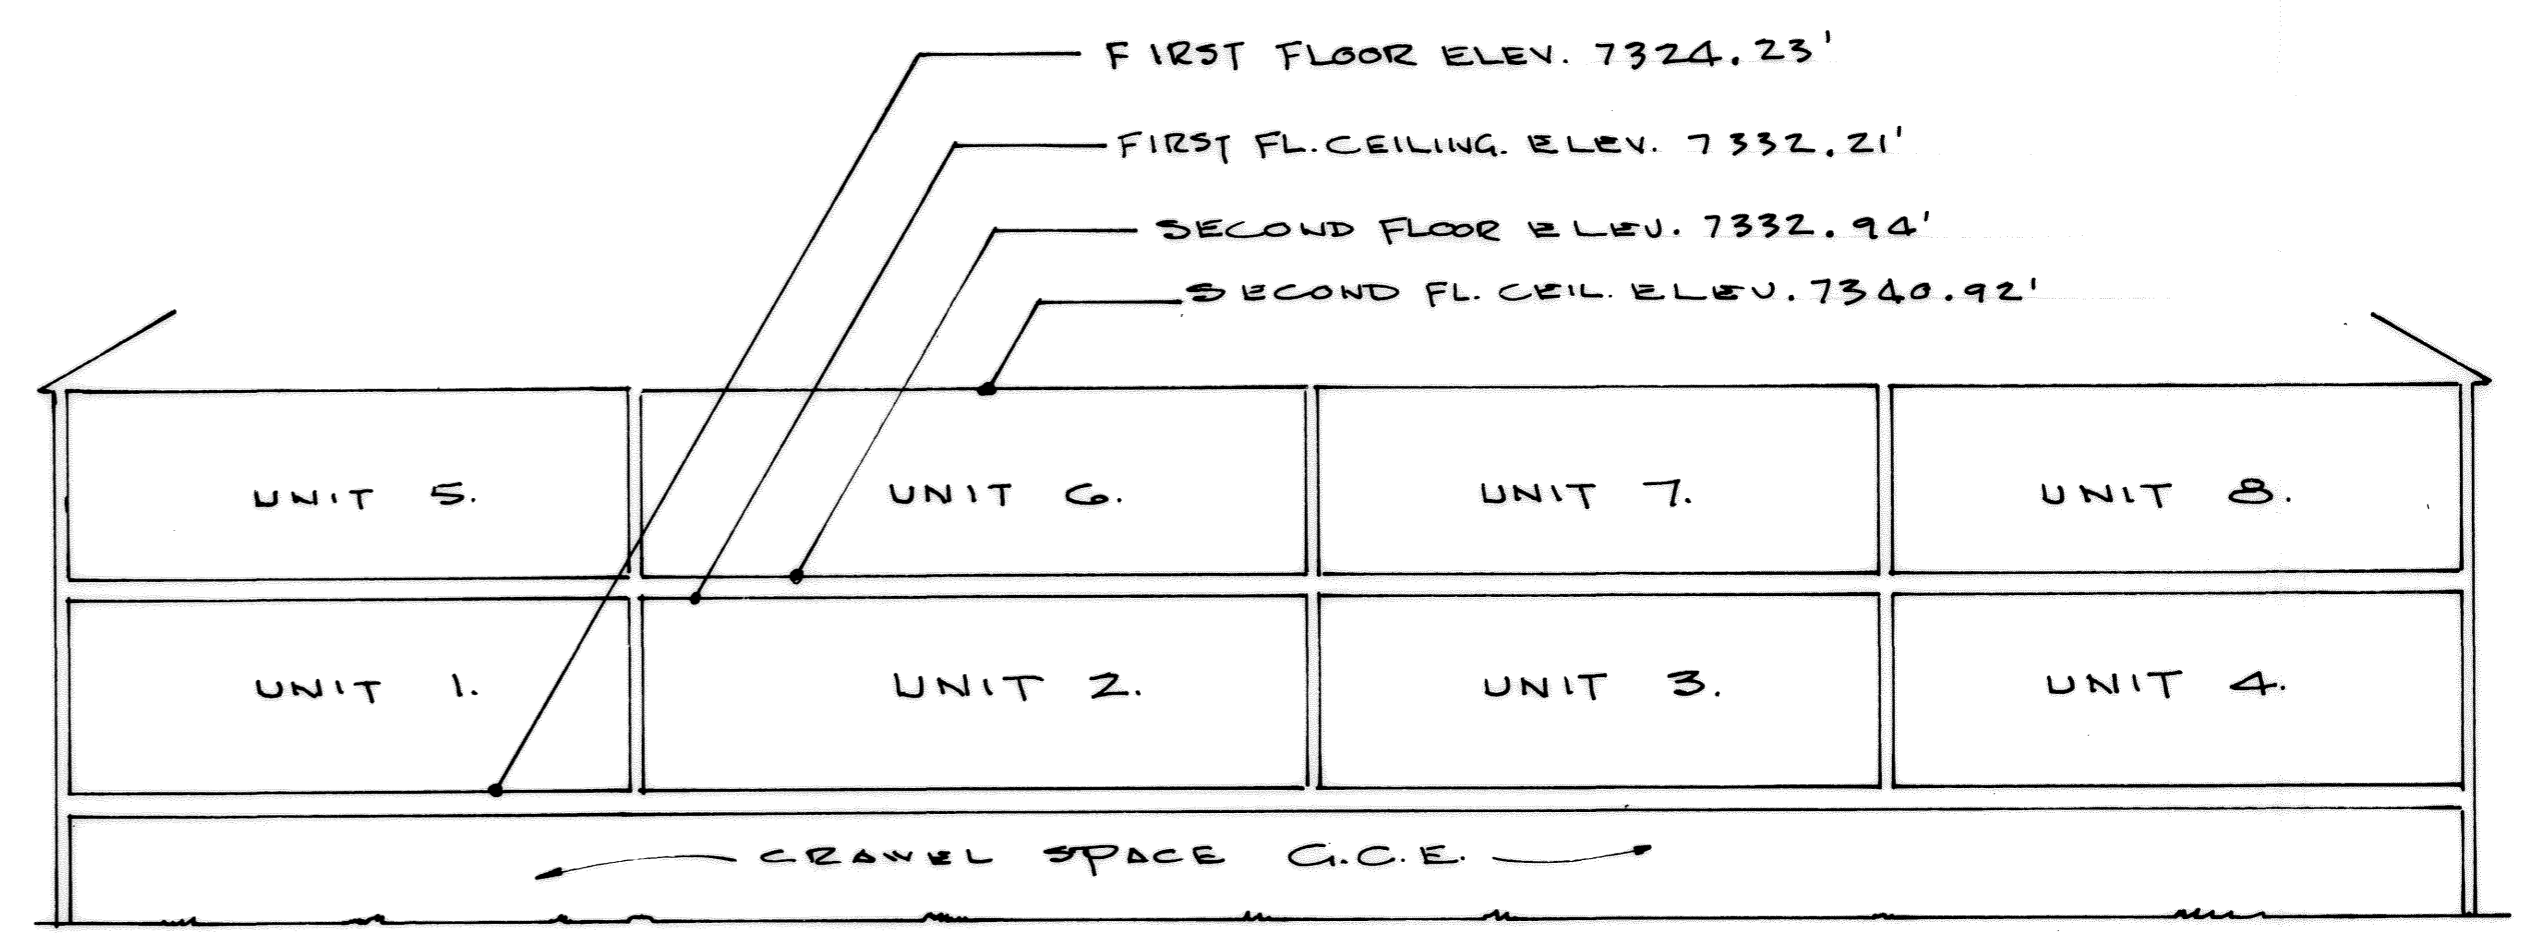 FIRST FLOOR ELEV. 7324.23'
FIRST FL. CEILING. ELEV. 7332.21'
SECOND FLOOR ELEV. 7332.94'
SECOND FL. CEIL. ELEV. 7340.92'
UNIT 5. UNIT 6. UNIT 7. UNIT 8.
UNIT 1. UNIT 2. UNIT 3. UNIT 4.
CRAWEL SPACE G.C.E.